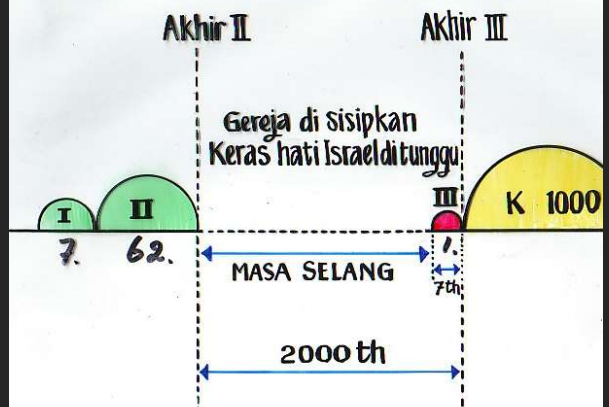 Akhir II
Akhir III
Gereja di sisipkan
Keras hati Israel ditunggu
I
II
III
K 1000
7.
62.
1.
MASA SELANG
7th
2000 th